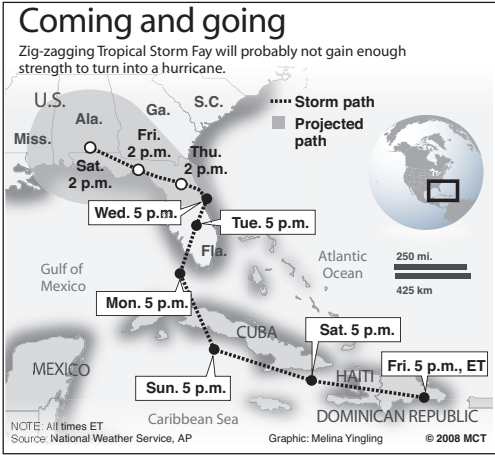 Coming and going
Zig-zagging Tropical Storm Fay will probably not gain enough
strength to turn into a hurricane.
U.S.
Ala.
Miss.
Ga.
S.C.
Storm path
Projected
path
Fri.
2 p.m.
Thu.
2 p.m.
Sat.
2 p.m.
Wed. 5 p.m.
Tue. 5 p.m.
Fla.
Gulf of
Mexico
Atlantic
Ocean
250 mi.
425 km
Mon. 5 p.m.
CUBA
Sat. 5 p.m.
MEXICO
HAITI
Fri. 5 p.m., ET
Sun. 5 p.m.
Caribbean Sea
DOMINICAN REPUBLIC
NOTE: All times ET
Source: National Weather Service, AP
Graphic: Melina Yingling
© 2008 MCT